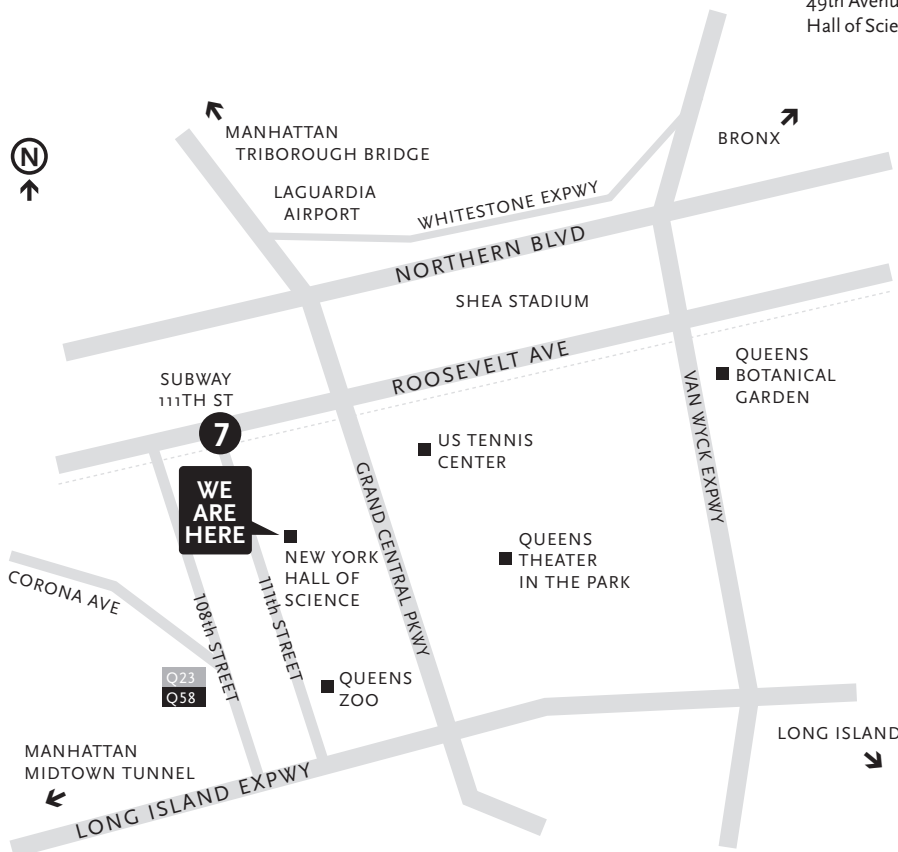 49th Avenu
Hall of Scie
MANHATTAN
TRIBOROUGH BRIDGE
BRONX
N
LAGUARDIA
AIRPORT
WHITESTONE EXPWY
NORTHERN BLVD
SHEA STADIUM
ROOSEVELT AVE
QUEENS
BOTANICAL
GARDEN
SUBWAY
111TH ST
7
VAN WYCK EXPWY
US TENNIS
CENTER
WE
ARE
HERE
GRAND CENTRAL PKWY
NEW YORK
HALL OF
SCIENCE
QUEENS
THEATER
IN THE PARK
CORONA AVE
108th STREET
111th STREET
Q23
Q58
QUEENS
ZOO
LONG ISLAND
MANHATTAN
MIDTOWN TUNNEL
LONG ISLAND EXPWY